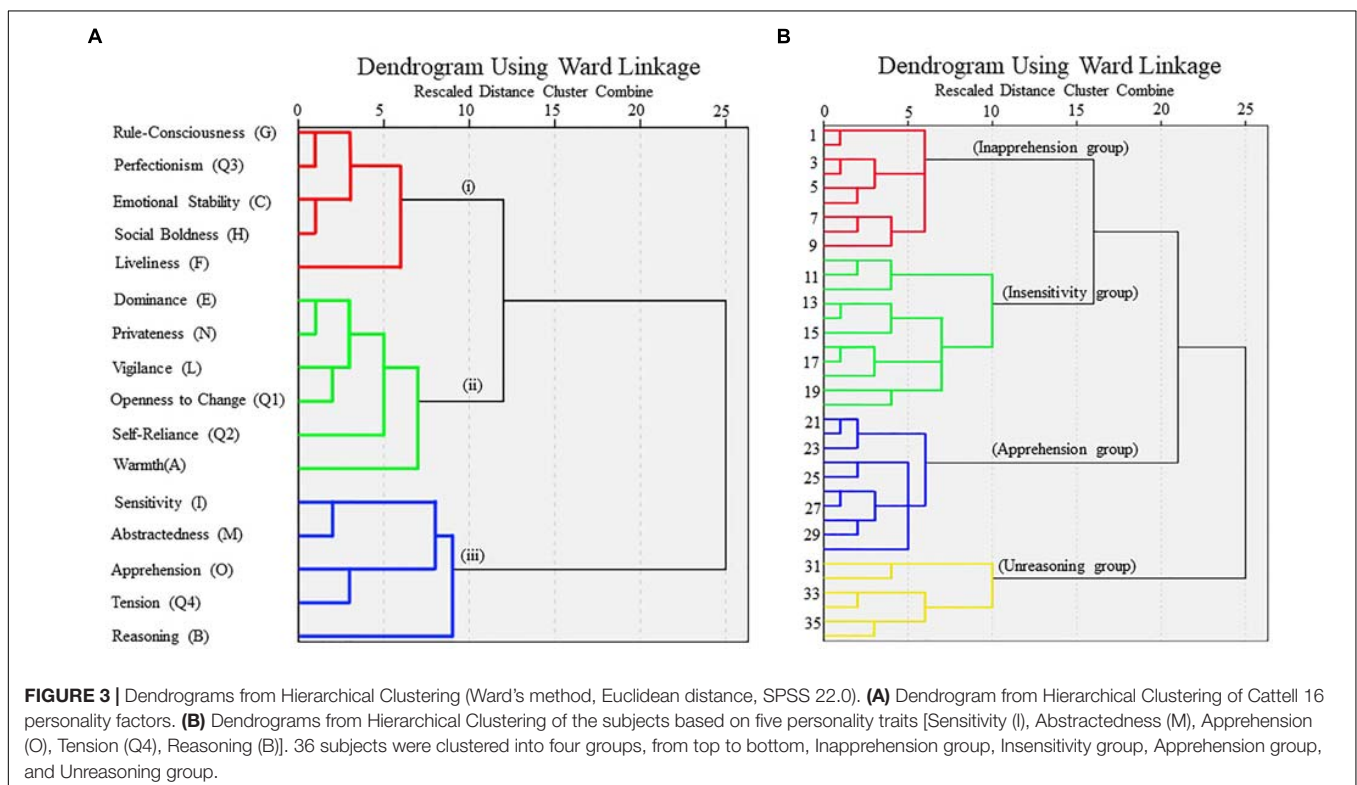 A
Dendrogram Using Ward Linkage
Rescaled Distance Cluster Combine
0 5 10 15 20 25
Rule-Consciousness (G)
Perfectionism (Q3)
(i)
Emotional Stability (C)
Social Boldness (H)
Liveliness (F)
Dominance (E)
Privateness (N)
Vigilance (L)
(ii)
Openness to Change (Q1)
Self-Reliance (Q2)
Warmth(A)
Sensitivity (I)
Abstractedness (M)
(iii)
Apprehension (O)
Tension (Q4)
Reasoning (B)
B
Dendrogram Using Ward Linkage
Rescaled Distance Cluster Combine
0 5 10 15 20 25
1
(Inapprehension group)
3
5
7
9
11
(Insensitivity group)
13
15
17
19
21
23
(Apprehension group)
25
27
29
31
(Unreasoning group)
33
35
FIGURE 3 | Dendrograms from Hierarchical Clustering (Ward's method, Euclidean distance, SPSS 22.0). (A) Dendrogram from Hierarchical Clustering of Cattell 16
personality factors. (B) Dendrograms from Hierarchical Clustering of the subjects based on five personality traits [Sensitivity (I), Abstractedness (M), Apprehension
(O), Tension (Q4), Reasoning (B)]. 36 subjects were clustered into four groups, from top to bottom, Inapprehension group, Insensitivity group, Apprehension group,
and Unreasoning group.